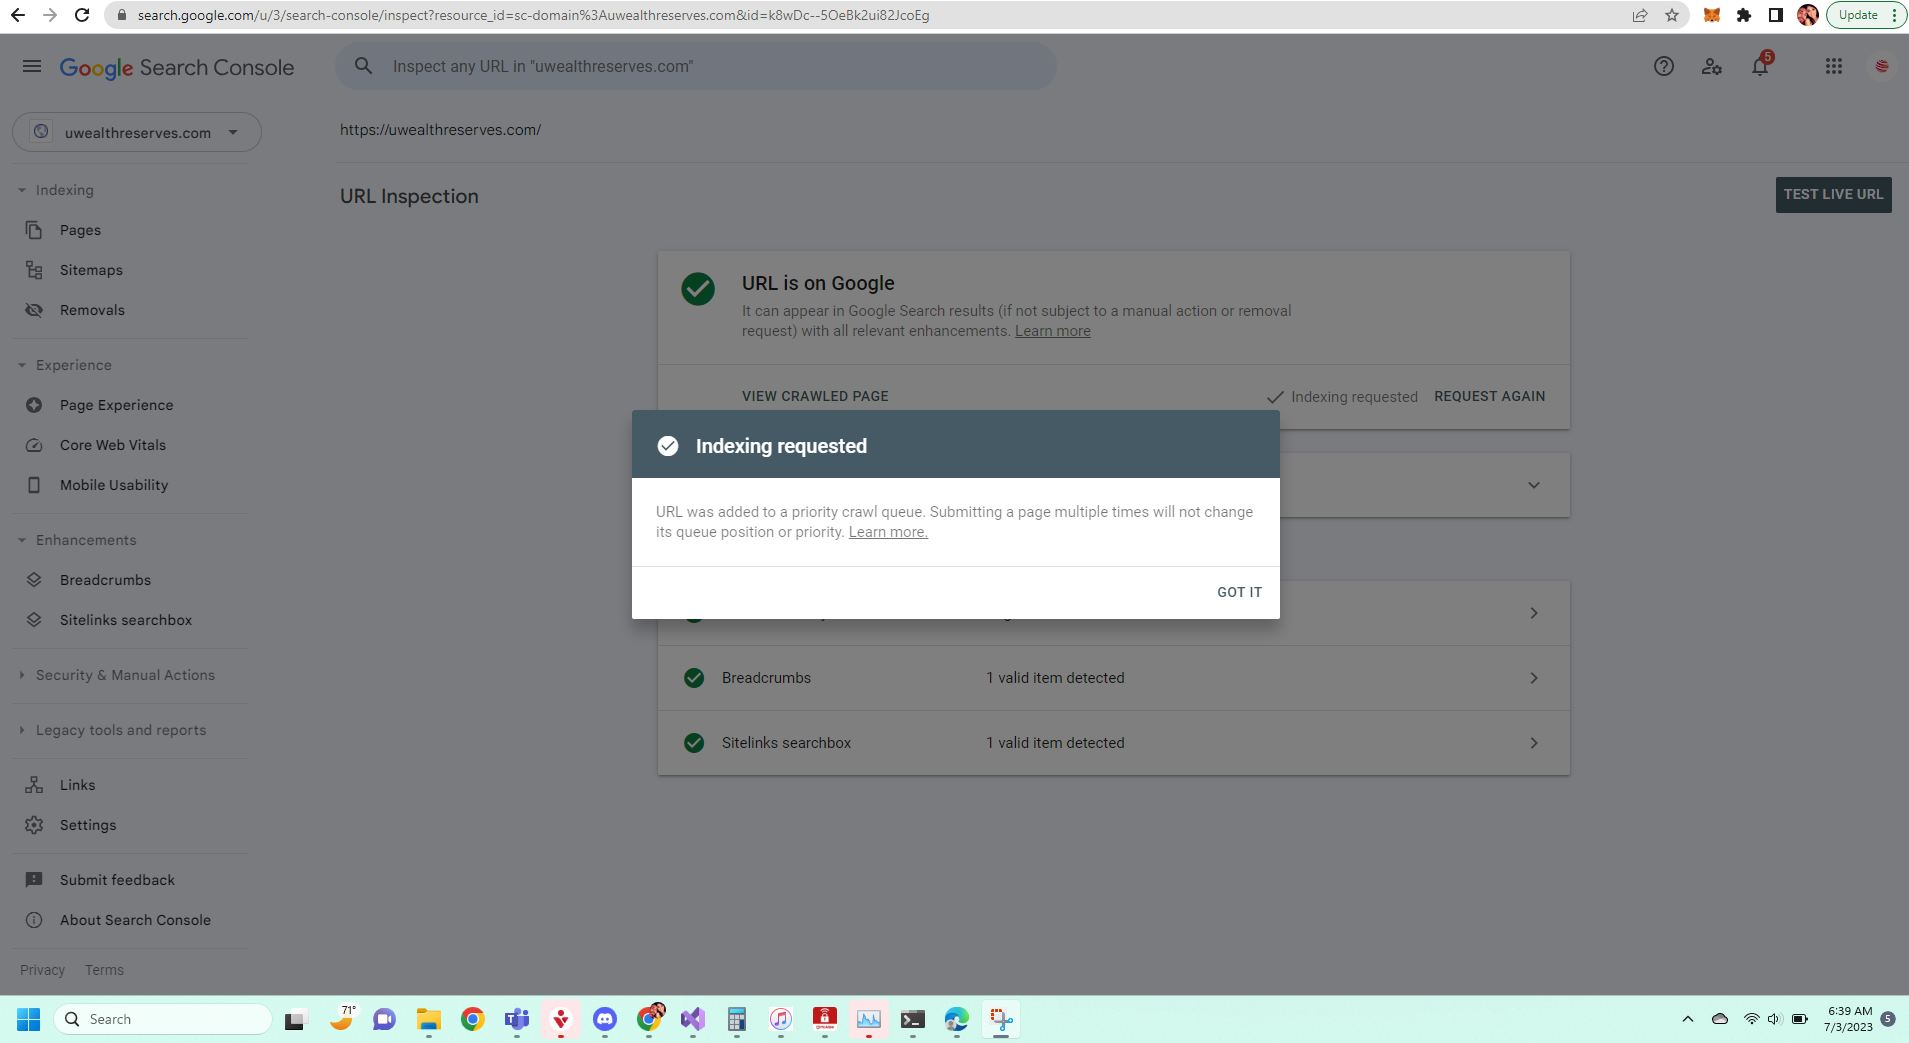 search.google.com/u/3/search-console/inspect?resource_id=sc-domain%3Auwealthreserves.com&id=k8wDc--5OeBk2ui82JcoEg
Update
Google Search Console
Inspect any URL in "uwealthreserves.com"
5
uwealthreserves.com
https://uwealthreserves.com/
Indexing
URL Inspection
TEST LIVE URL
Pages
Sitemaps
Removals
URL is on Google
It can appear in Google Search results (if not subject to a manual action or removal
request) with all relevant enhancements. Learn more
Experience
Page Experience
Core Web Vitals
Mobile Usability
VIEW CRAWLED PAGE
Indexing requested
REQUEST AGAIN
Indexing requested
URL was added to a priority crawl queue. Submitting a page multiple times will not change
its queue position or priority. Learn more.
GOT IT
Enhancements
Breadcrumbs
Sitelinks searchbox
Breadcrumbs
1 valid item detected
Sitelinks searchbox
1 valid item detected
Security & Manual Actions
Legacy tools and reports
Links
Settings
Submit feedback
About Search Console
Privacy
Terms
Search
71°
6:39 AM
7/3/2023
5